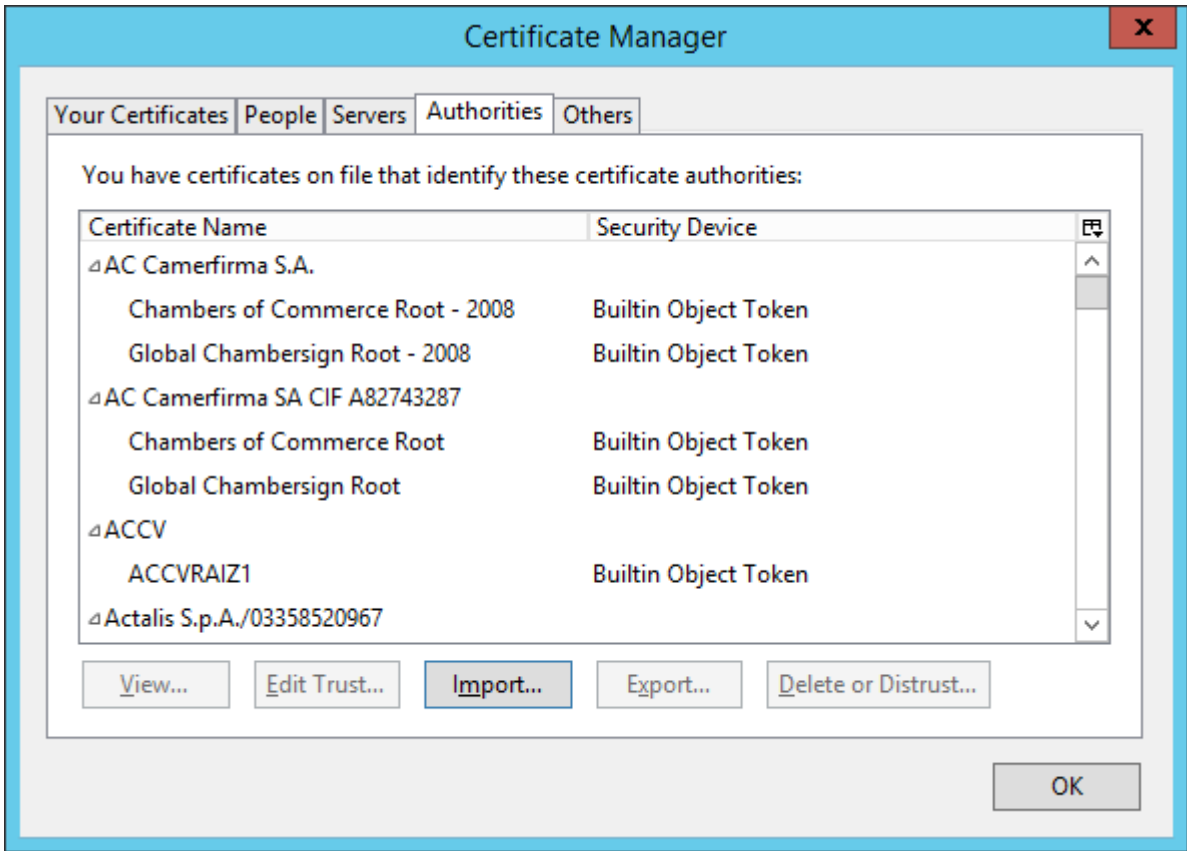 Certificate Manager
x
Your Certificates People Servers Authorities Others
You have certificates on file that identify these certificate authorities:
Certificate Name Security Device
AC Camerfirma S.A.
Chambers of Commerce Root - 2008 Builtin Object Token
Global Chambersign Root - 2008 Builtin Object Token
AC Camerfirma SA CIF A82743287
Chambers of Commerce Root Builtin Object Token
Global Chambersign Root Builtin Object Token
ACCV
ACCVRAIZ1 Builtin Object Token
Actalis S.p.A./03358520967
View... Edit Trust... Import... Export... Delete or Distrust...
OK